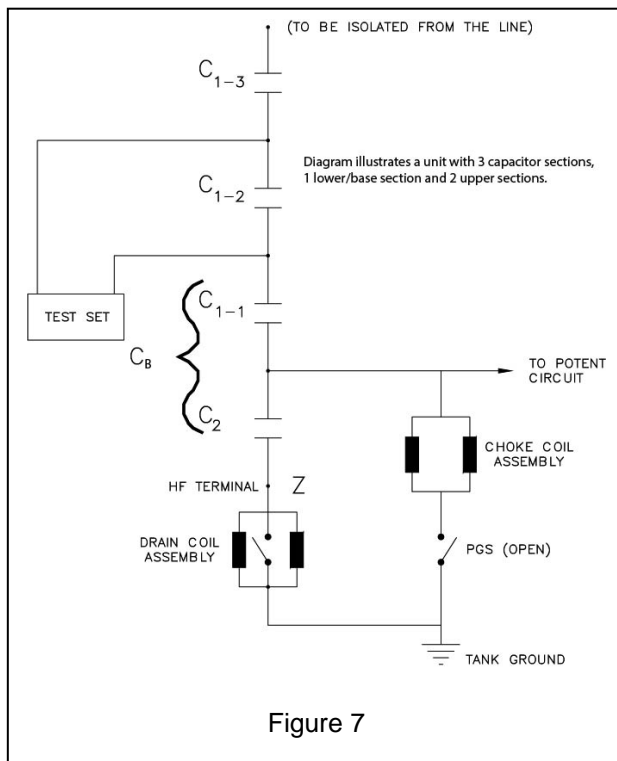 (TO BE ISOLATED FROM THE LINE)
C1-3
Diagram illustrates a unit with 3 capacitor sections,
1 lower/base section and 2 upper sections.
C1-2
TEST SET
C1-1
CB
TO POTENT
CIRCUIT
C2
CHOKE COIL
ASSEMBLY
HF TERMINAL Z
DRAIN COIL
ASSEMBLY
PGS (OPEN)
TANK GROUND
Figure 7